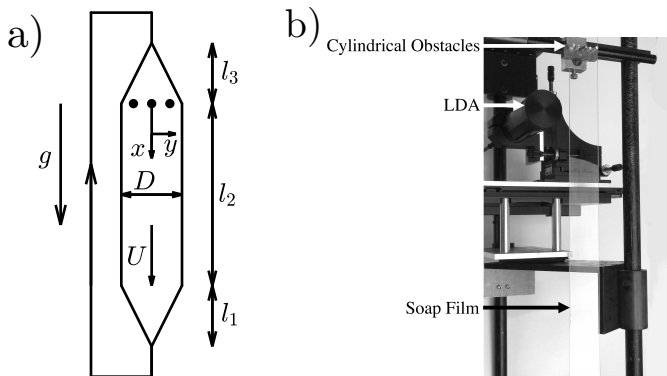 a)
g
x
y
D
U
l₃
l₂
l₁
b)
Cylindrical Obstacles
LDA
Soap Film